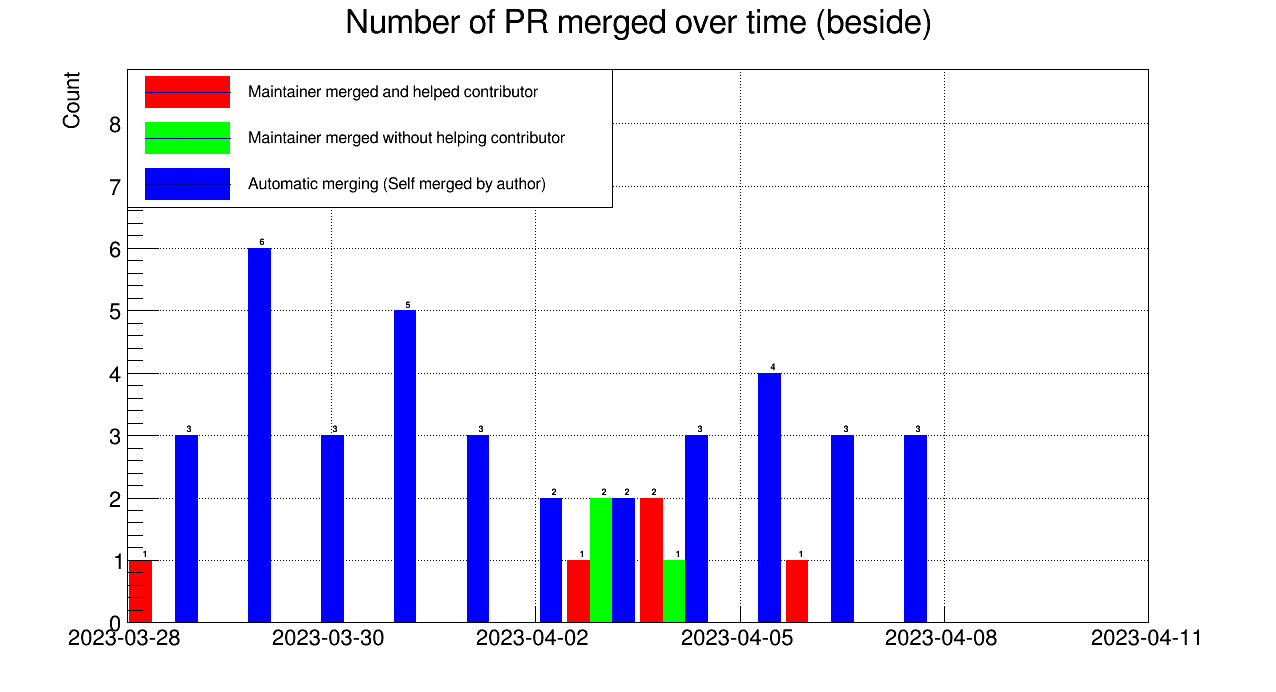 Number of PR merged over time (beside)
Count
Maintainer merged and helped contributor
Maintainer merged without helping contributor
Automatic merging (Self merged by author)
8
7
6
5
4
3
2
1
0
6
5
4
3 3 3 3 3 3
2 2 2 2
1 1 1 1
2023-03-28 2023-03-30 2023-04-02 2023-04-05 2023-04-08 2023-04-11